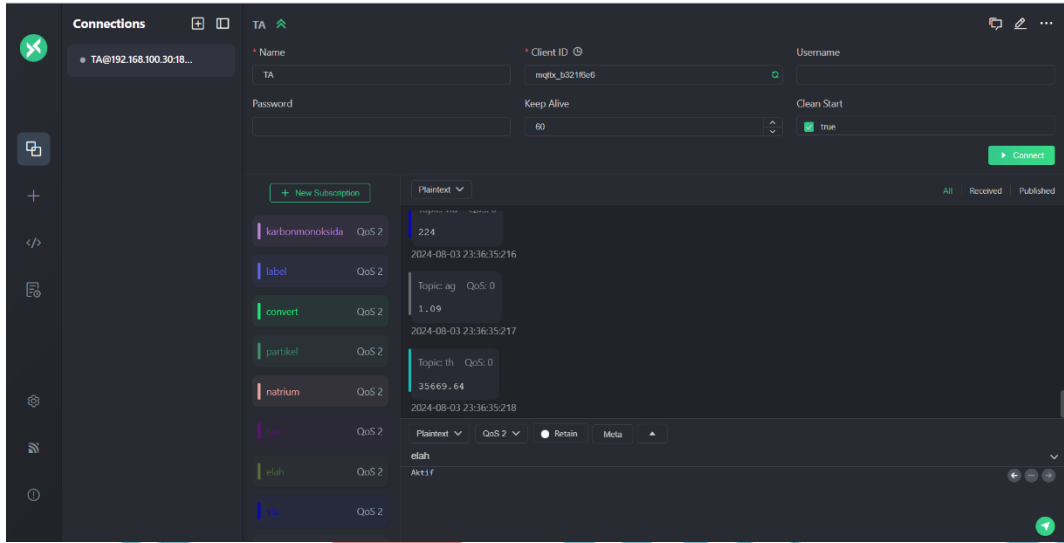 Connections
TA
TA@192.168.100.30:18...
* Name
* Client ID
Username
TA
mqttx_b321f6e6
Password
Keep Alive
Clean Start
60
true
Connect
+ New Subscription
Plaintext
All
Received
Published
karbonmonoksida QoS 2
label QoS 2
convert QoS 2
partikel QoS 2
natrium QoS 2
QoS 2
elah QoS 2
QoS 2
224
2024-08-03 23:36:35:216
Topic: ag QoS: 0
1.09
2024-08-03 23:36:35:217
Topic: th QoS: 0
35669.64
2024-08-03 23:36:35:218
Plaintext
QoS 2
Retain
Meta
elah
Aktif